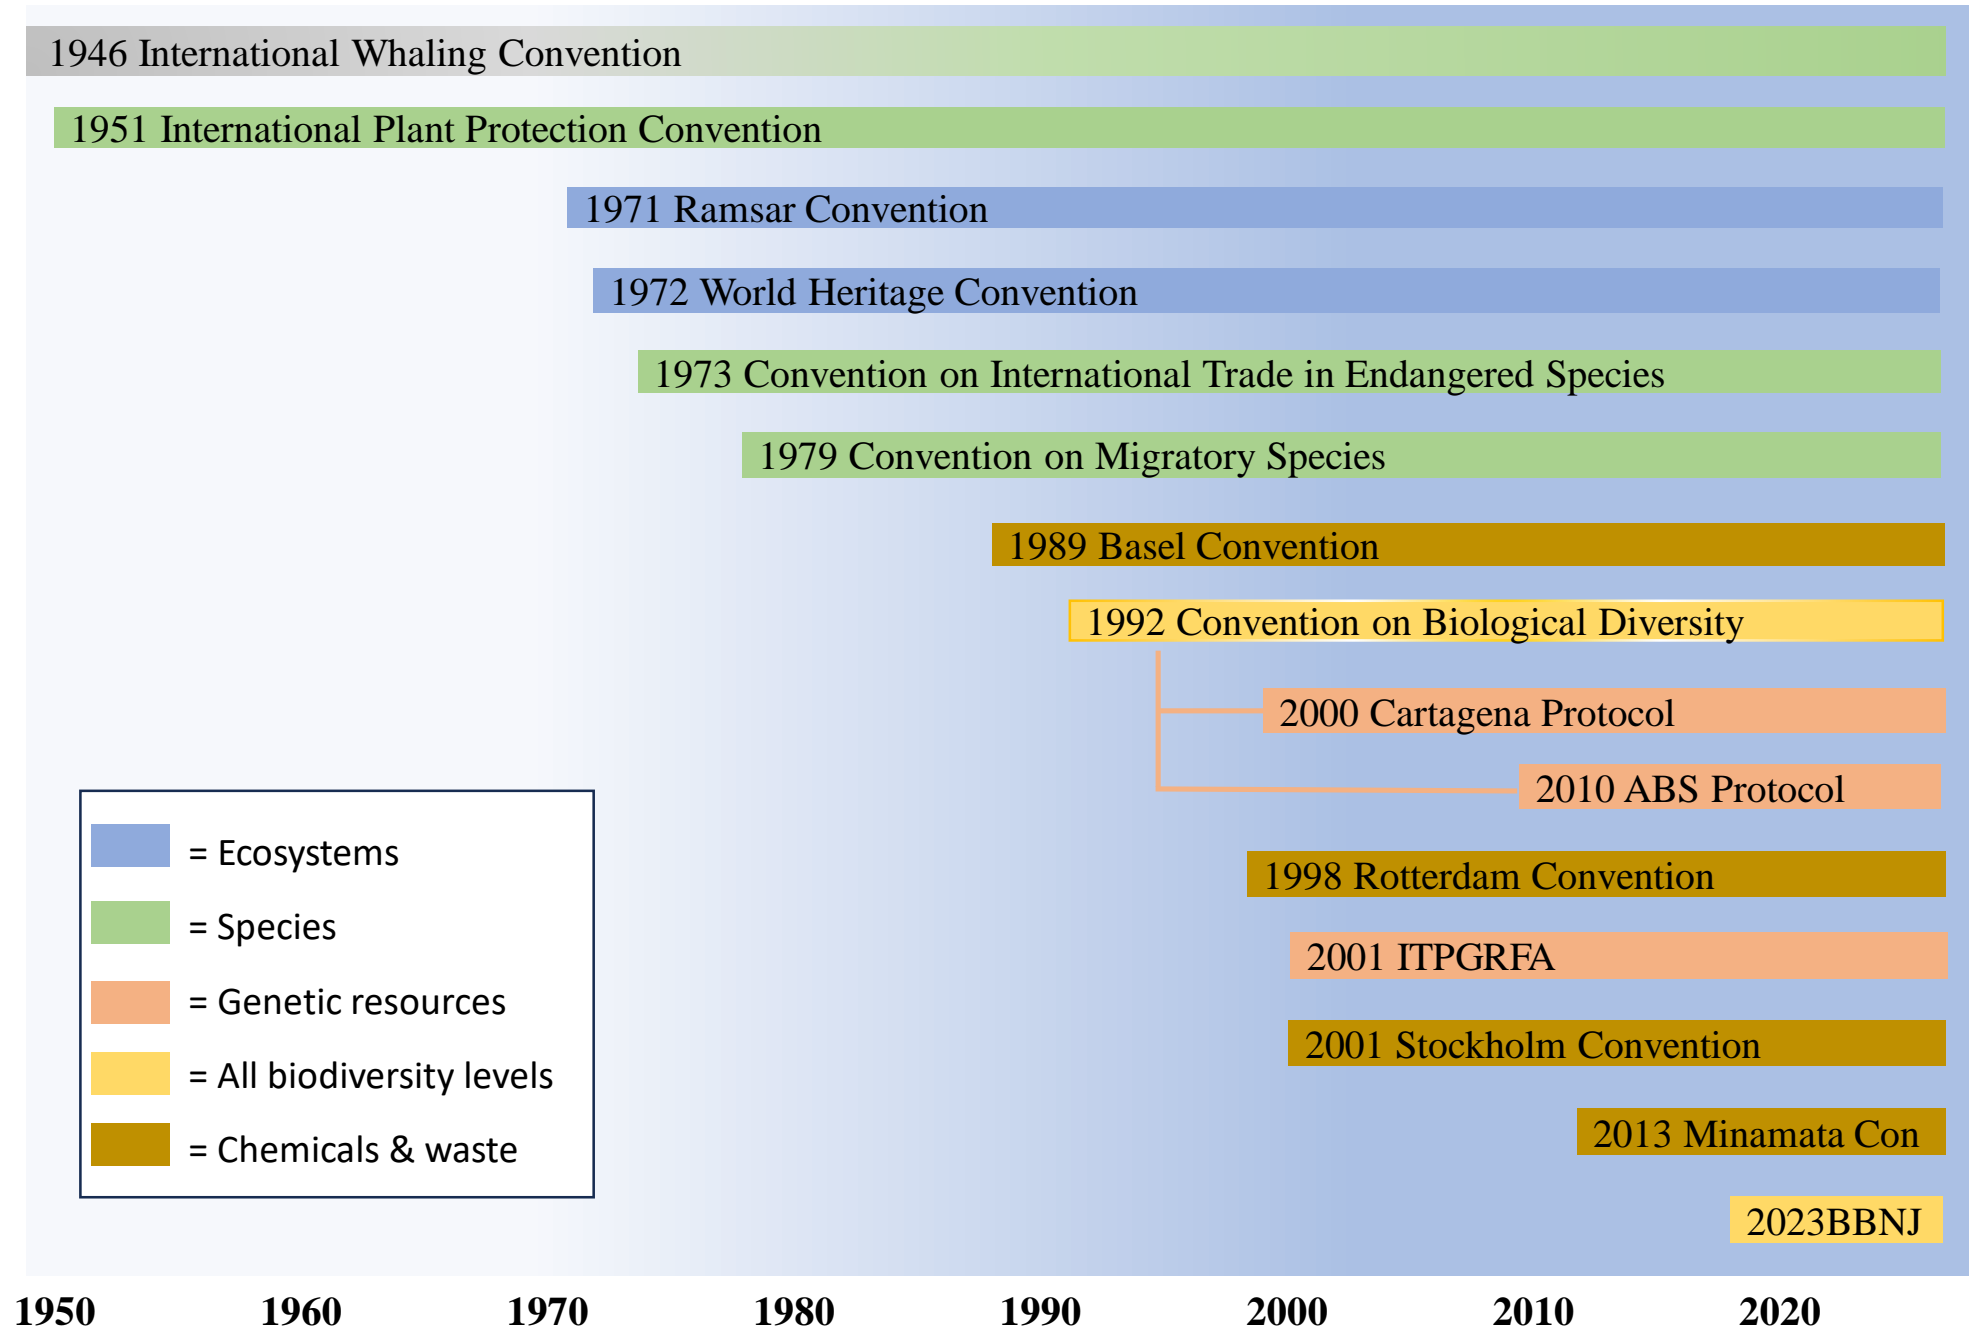 1946 International Whaling Convention
1951 International Plant Protection Convention
1971 Ramsar Convention
1972 World Heritage Convention
1973 Convention on International Trade in Endangered Species
1979 Convention on Migratory Species
1989 Basel Convention
1992 Convention on Biological Diversity
2000 Cartagena Protocol
2010 ABS Protocol
1998 Rotterdam Convention
2001 ITPGRFA
2001 Stockholm Convention
2013 Minamata Con
2023BBNJ
= Ecosystems
= Species
= Genetic resources
= All biodiversity levels
= Chemicals & waste
1950 1960 1970 1980 1990 2000 2010 2020